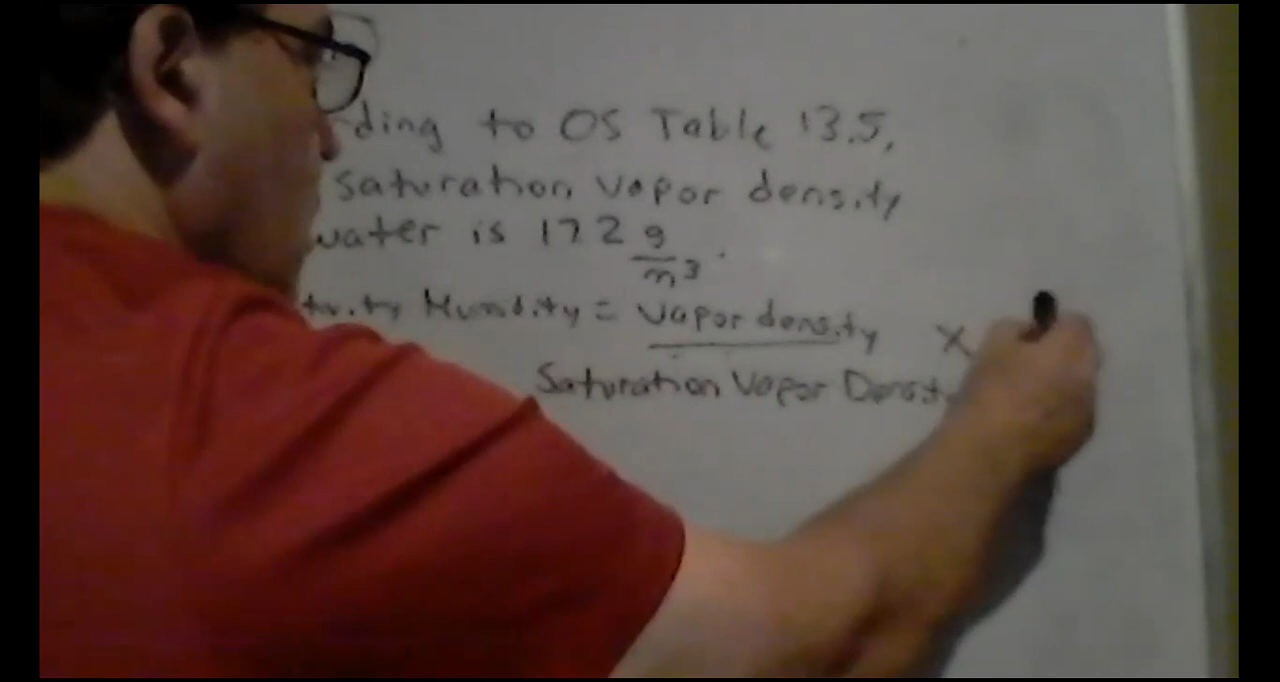 ding to OS Table 13.5,
saturation vapor density
water is 17.2 g
m³.
Humidity = vapor density X
Saturation Vapor Density